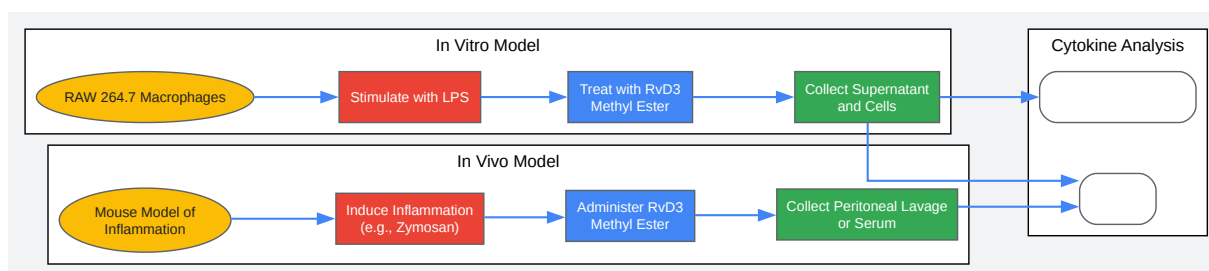 In Vitro Model
RAW 264.7 Macrophages
Stimulate with LPS
Treat with RvD3
Methyl Ester
Collect Supernatant
and Cells
Cytokine Analysis
In Vivo Model
Mouse Model of
Inflammation
Induce Inflammation
(e.g., Zymosan)
Administer RvD3
Methyl Ester
Collect Peritoneal Lavage
or Serum